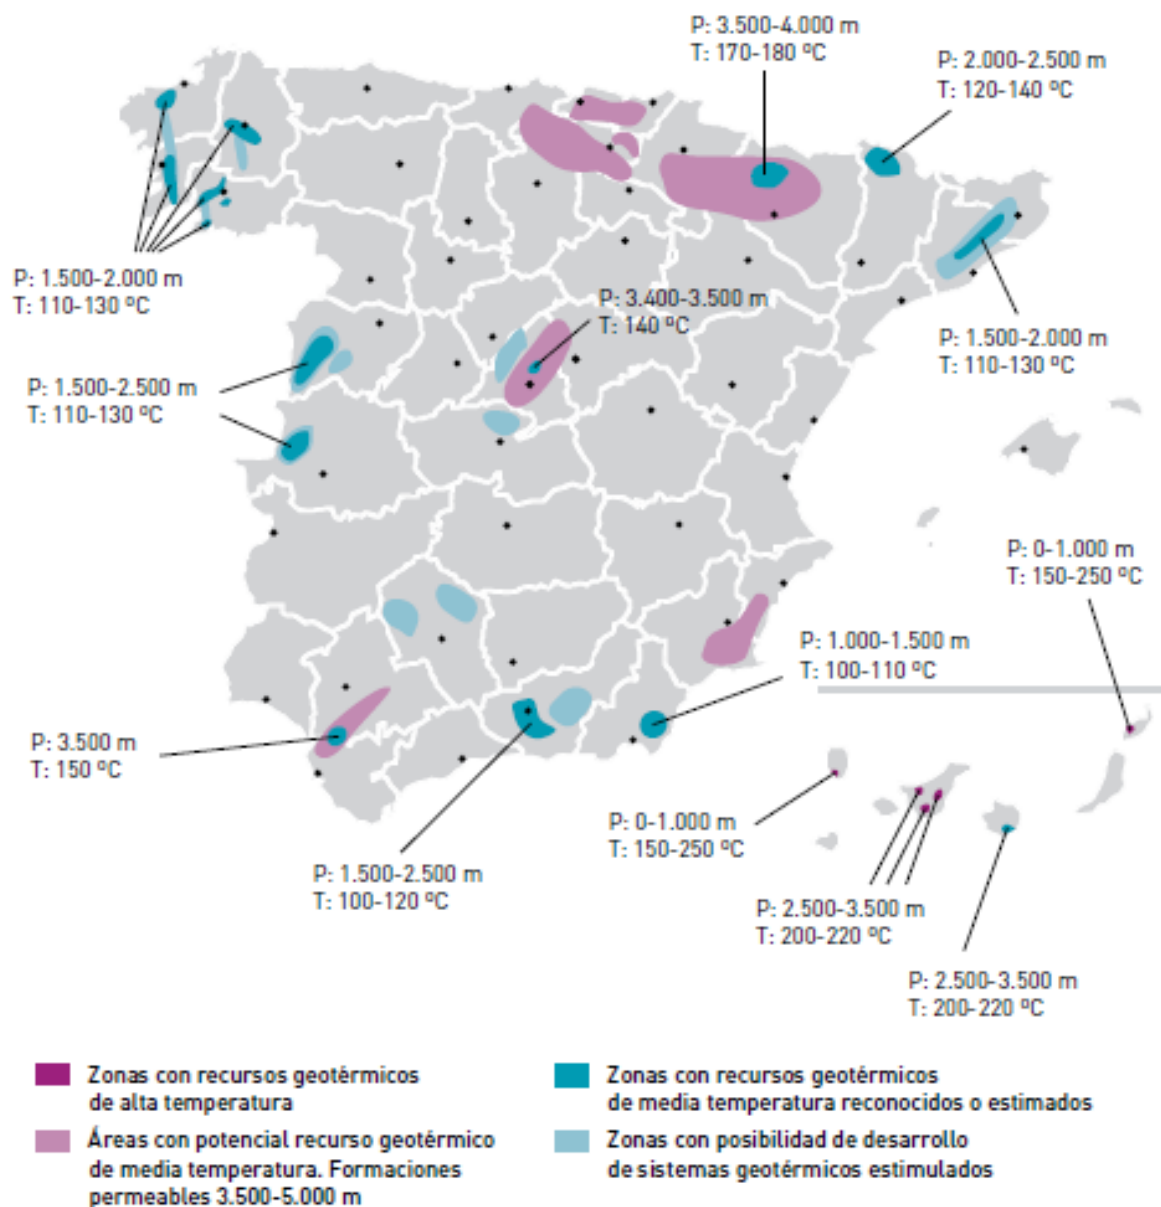 P: 3.500-4.000 m
T: 170-180 ºC
P: 2.000-2.500 m
T: 120-140 ºC
P: 1.500-2.000 m
T: 110-130 ºC
P: 3.400-3.500 m
T: 140 ºC
P: 1.500-2.000 m
T: 110-130 ºC
P: 1.500-2.500 m
T: 110-130 ºC
P: 0-1.000 m
T: 150-250 ºC
P: 1.000-1.500 m
T: 100-110 ºC
P: 3.500 m
T: 150 ºC
P: 0-1.000 m
T: 150-250 ºC
P: 1.500-2.500 m
T: 100-120 ºC
P: 2.500-3.500 m
T: 200-220 ºC
P: 2.500-3.500 m
T: 200-220 ºC
Zonas con recursos geotérmicos
de alta temperatura
Áreas con potencial recurso geotérmico
de media temperatura. Formaciones
permeables 3.500-5.000 m
Zonas con recursos geotérmicos
de media temperatura reconocidos o estimados
Zonas con posibilidad de desarrollo
de sistemas geotérmicos estimulados